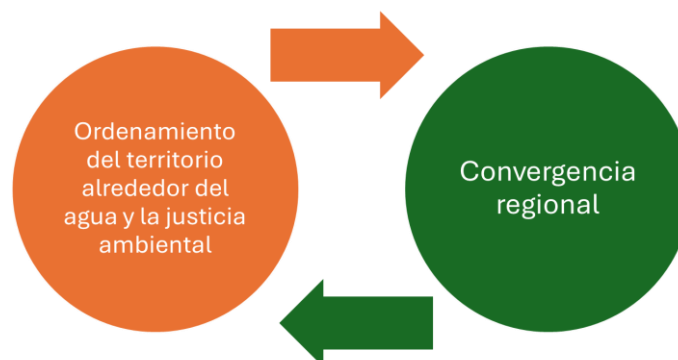 Ordenamiento
del territorio
alrededor del
agua y la justicia
ambiental
Convergencia
regional